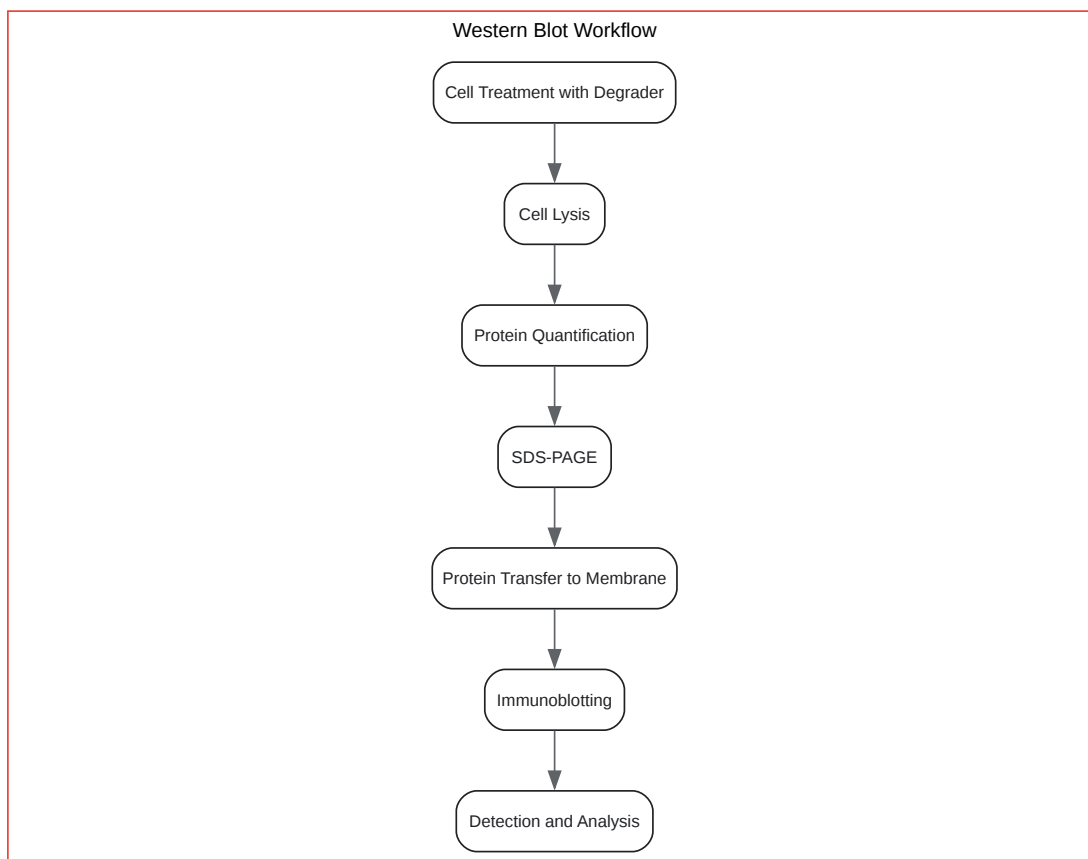 Western Blot Workflow
Cell Treatment with Degrader
Cell Lysis
Protein Quantification
SDS-PAGE
Protein Transfer to Membrane
Immunoblotting
Detection and Analysis